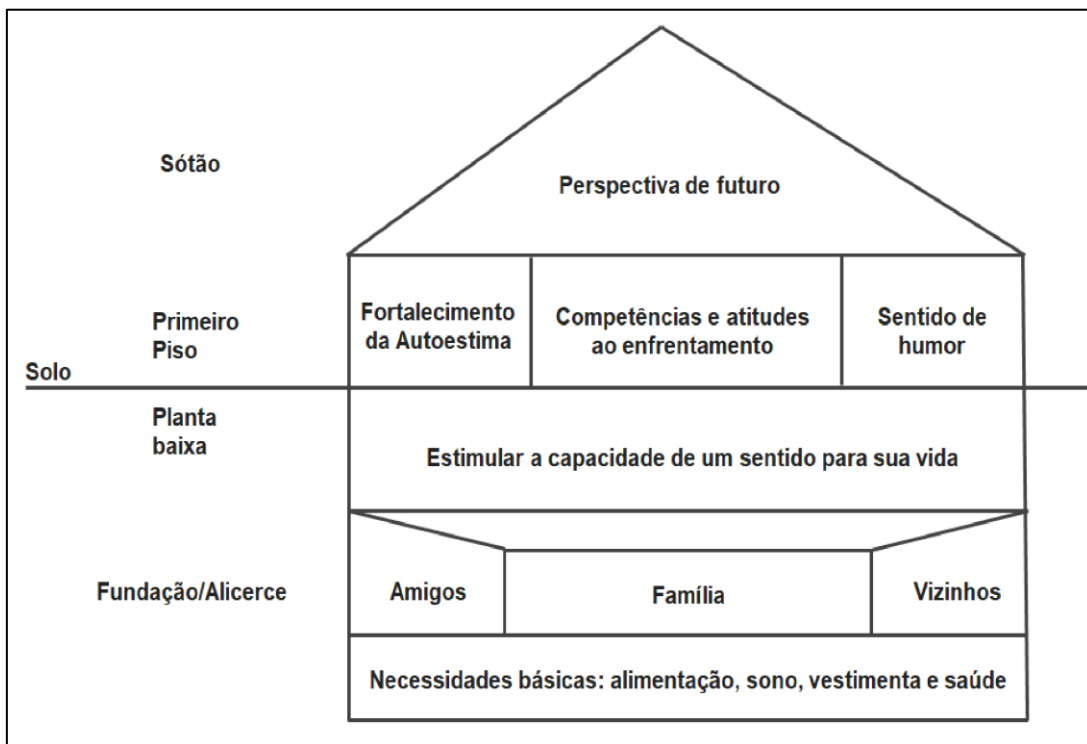 Sótão
Perspectiva de futuro
Primeiro
Piso
Fortalecimento
da Autoestima
Competências e atitudes
ao enfrentamento
Sentido de
humor
Solo
Planta
baixa
Estimular a capacidade de um sentido para sua vida
Fundação/Alicerce
Amigos
Família
Vizinhos
Necessidades básicas: alimentação, sono, vestimenta e saúde